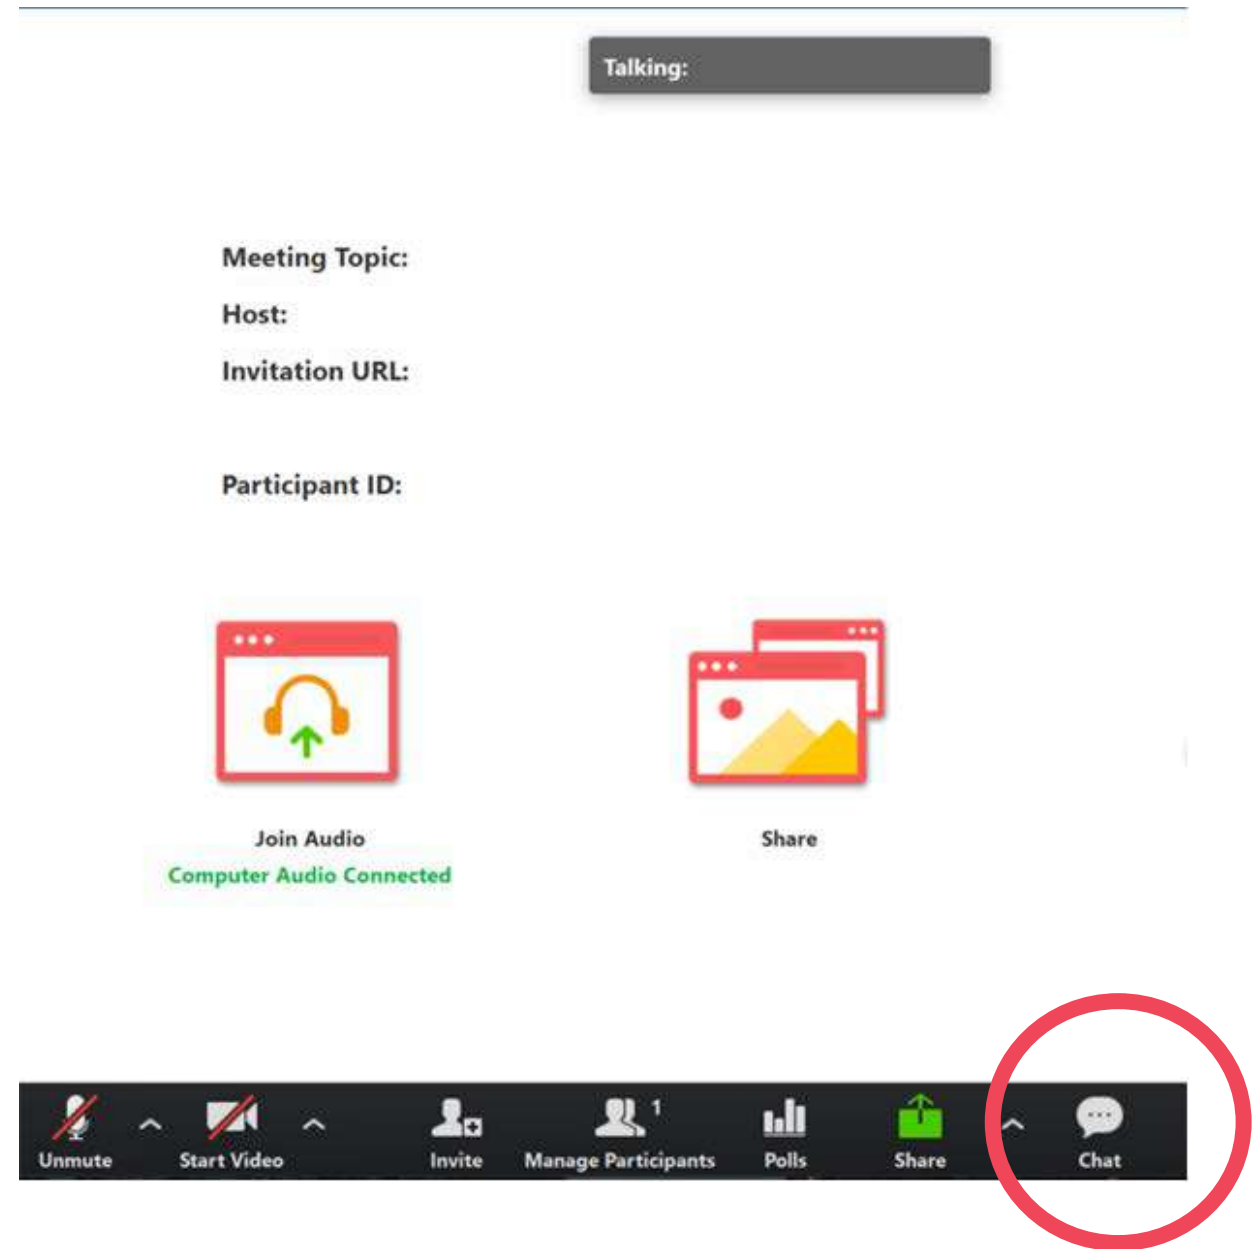 Talking:
Meeting Topic:
Host:
Invitation URL:
Participant ID:
Join Audio
Share
Computer Audio Connected
1
Unmute
Start Video
Invite
Manage Participants
Polls
Share
Chat